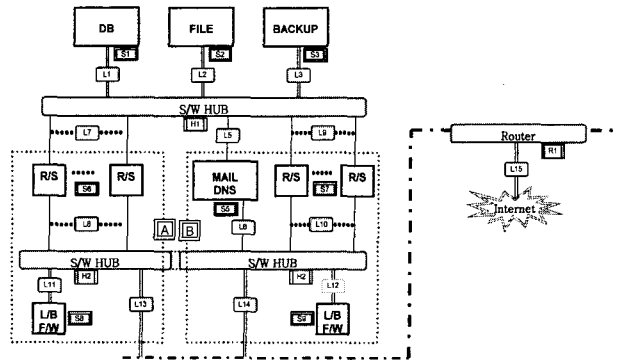 DB FILE BACKUP
S1 S2 S3
L1 L2 L3
S/W HUB
H1
L7 L5 L9
Router
R1
L15
Internet
R/S R/S MAIL DNS R/S R/S
S6 S5 S7
L8 L6 L10
A B
S/W HUB S/W HUB
H2 H2
L11 L13 L14 L12
L/B F/W S8 S9 L/B F/W